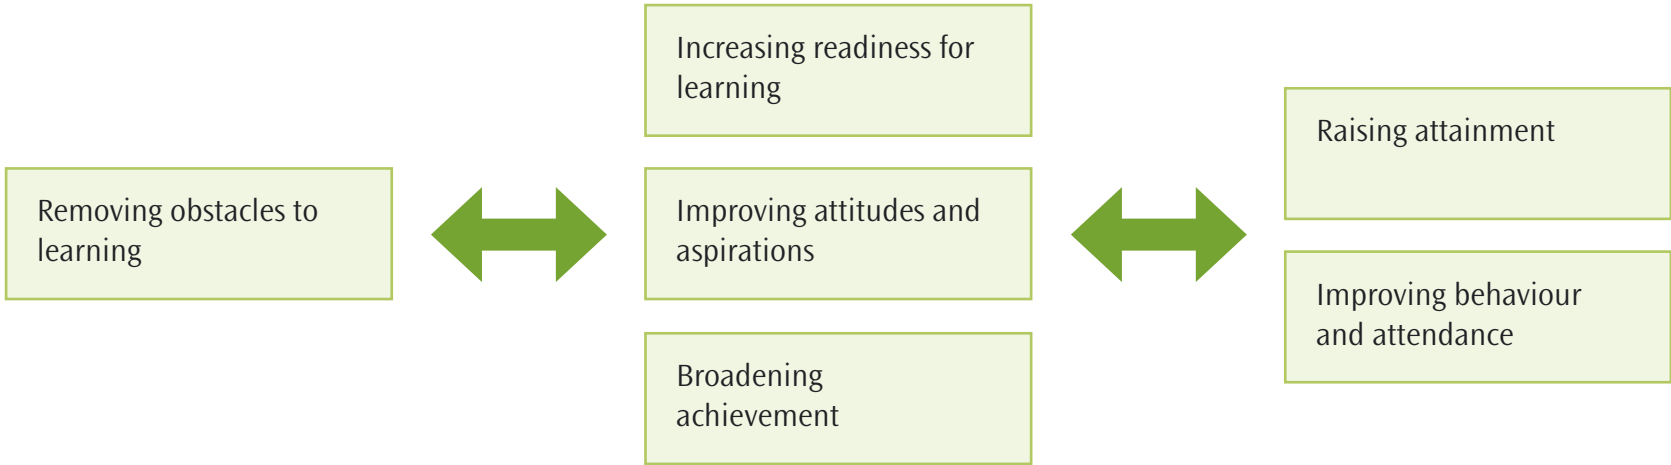 Removing obstacles to
learning
Increasing readiness for
learning
Improving attitudes and
aspirations
Broadening
achievement
Raising attainment
Improving behaviour
and attendance